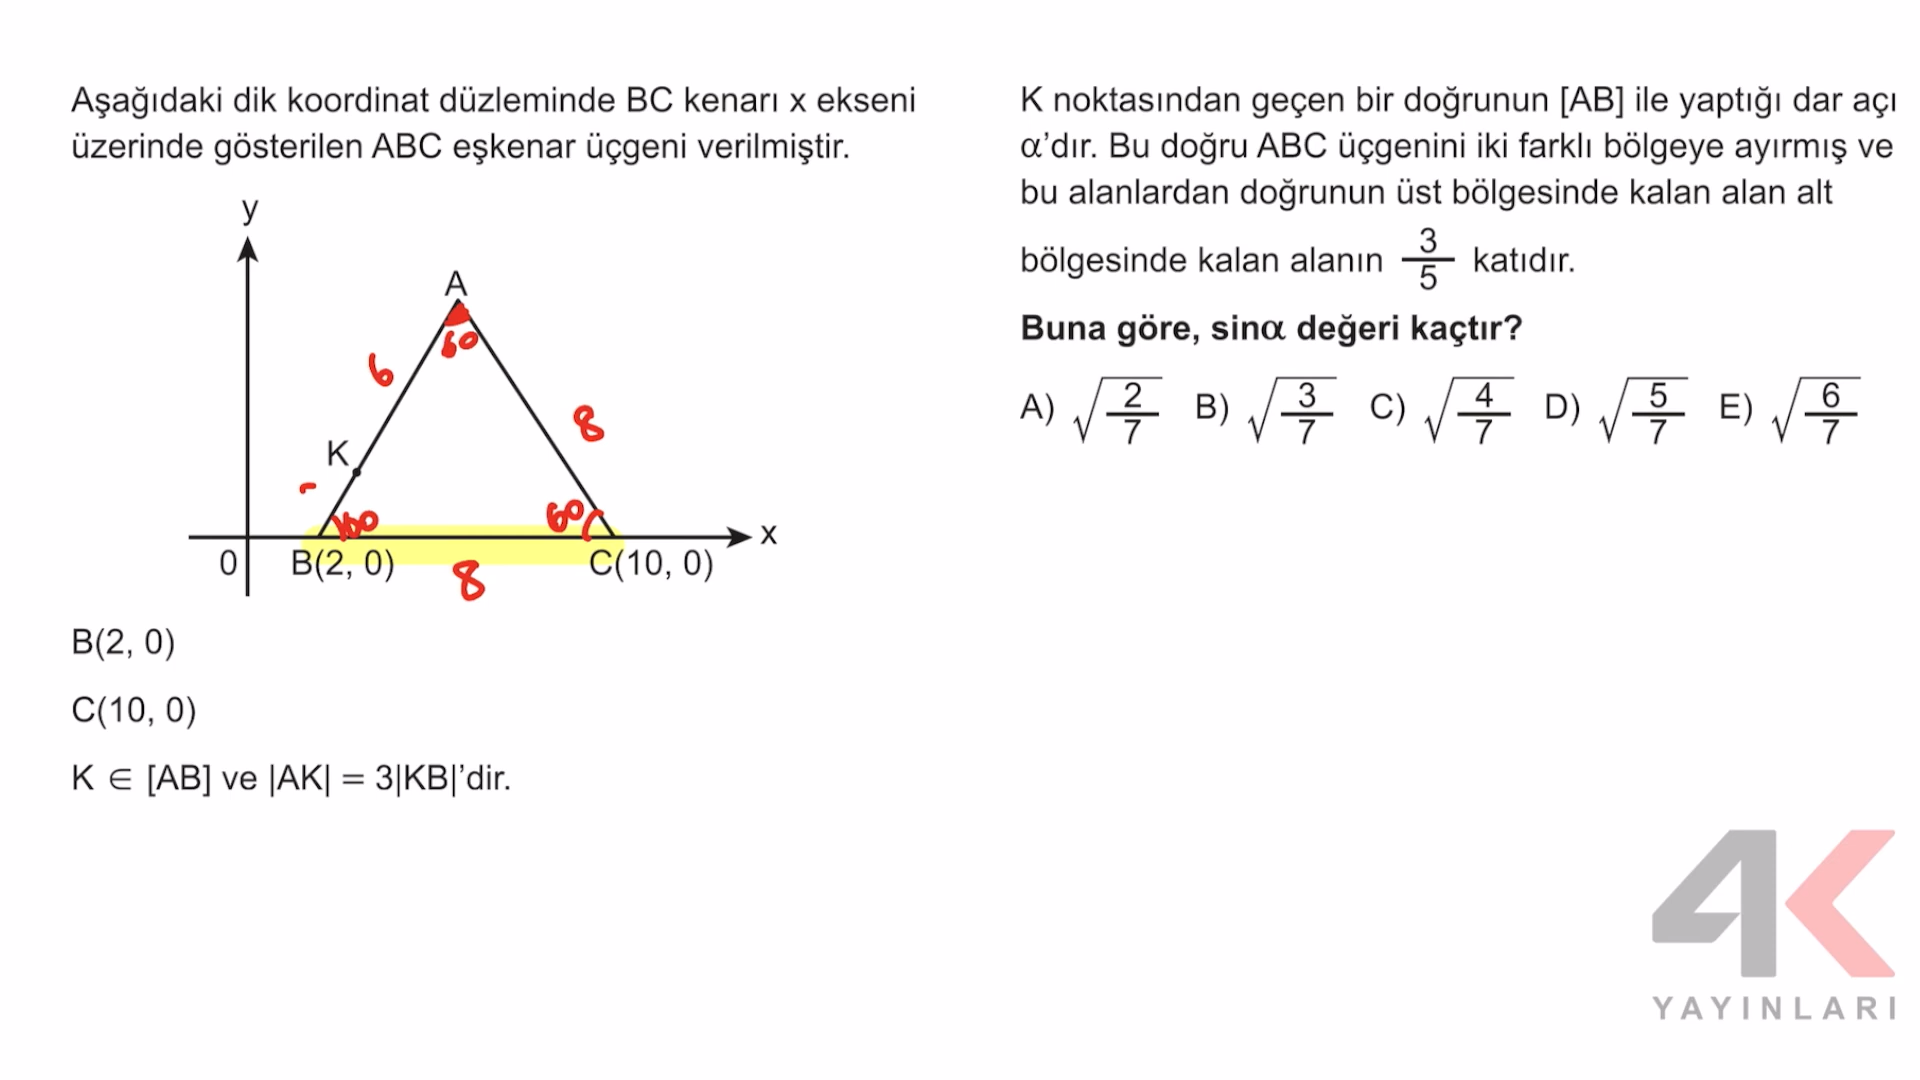 Aşağıdaki dik koordinat düzleminde BC kenarı x ekseni
üzerinde gösterilen ABC eşkenar üçgeni verilmiştir.
y
A
60
6
8
K
60
60
x
0
B(2, 0)
8
C(10, 0)
B(2, 0)
C(10, 0)
K ∈ [AB] ve |AK| = 3|KB|’dir.
K noktasından geçen bir doğrunun [AB] ile yaptığı dar açı
α’dır. Bu doğru ABC üçgenini iki farklı bölgeye ayırmış ve
bu alanlardan doğrunun üst bölgesinde kalan alan alt
bölgesinde kalan alanın 3/5 katıdır.
Buna göre, sinα değeri kaçtır?
A) √(2/7) B) √(3/7) C) √(4/7) D) √(5/7) E) √(6/7)
4K
YAYINLARI